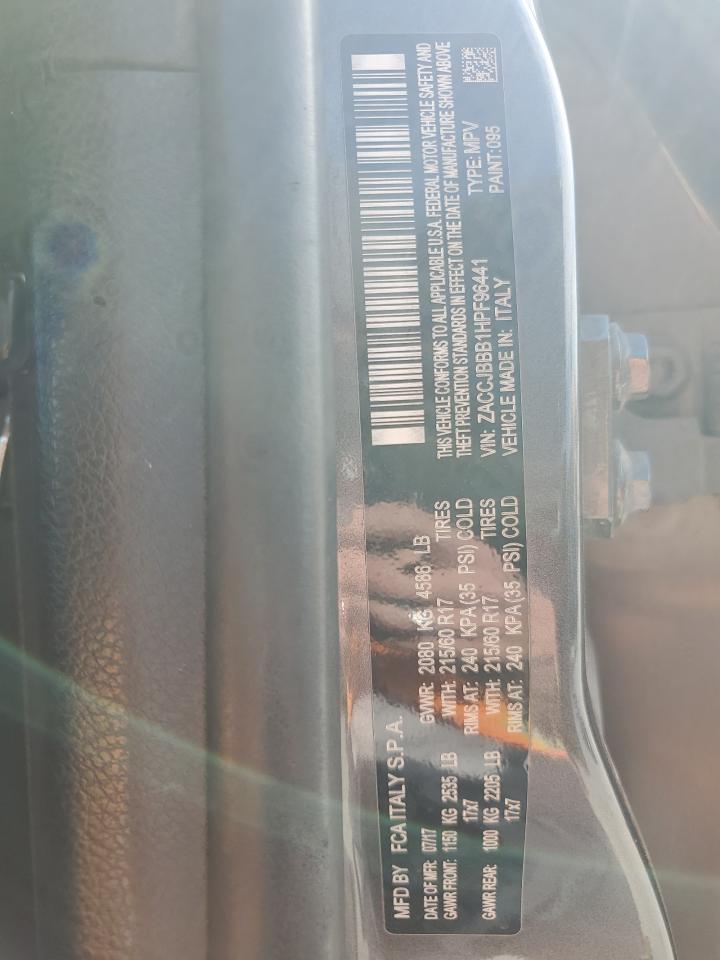 MFD BY FCA ITALY S.P.A.
DATE OF MFR: 07/17 GVWR: 2080 KG 4586 LB
GAWR FRONT: 1150 KG 2535 LB WITH: 215/60 R17 TIRES
17x7 RIMS AT: 240 KPA (35 PSI) COLD
GAWR REAR: 1000 KG 2205 LB WITH: 215/60 R17 TIRES
17x7 RIMS AT: 240 KPA (35 PSI) COLD
THIS VEHICLE CONFORMS TO ALL APPLICABLE U.S.A. FEDERAL MOTOR VEHICLE SAFETY AND
THEFT PREVENTION STANDARDS IN EFFECT ON THE DATE OF MANUFACTURE SHOWN ABOVE
VIN: ZACCJBBB1HPF96441 TYPE: MPV
VEHICLE MADE IN: ITALY PAINT: 095